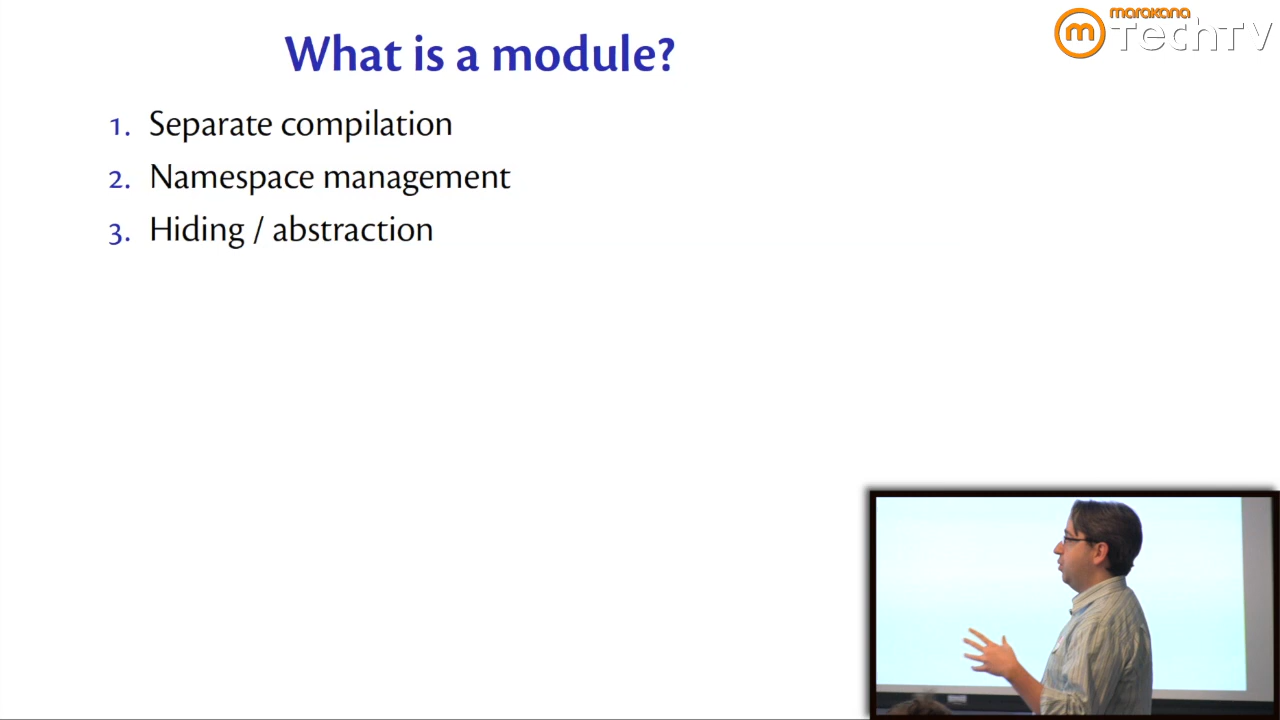 What is a module?
marakana
TechTV
1. Separate compilation
2. Namespace management
3. Hiding / abstraction